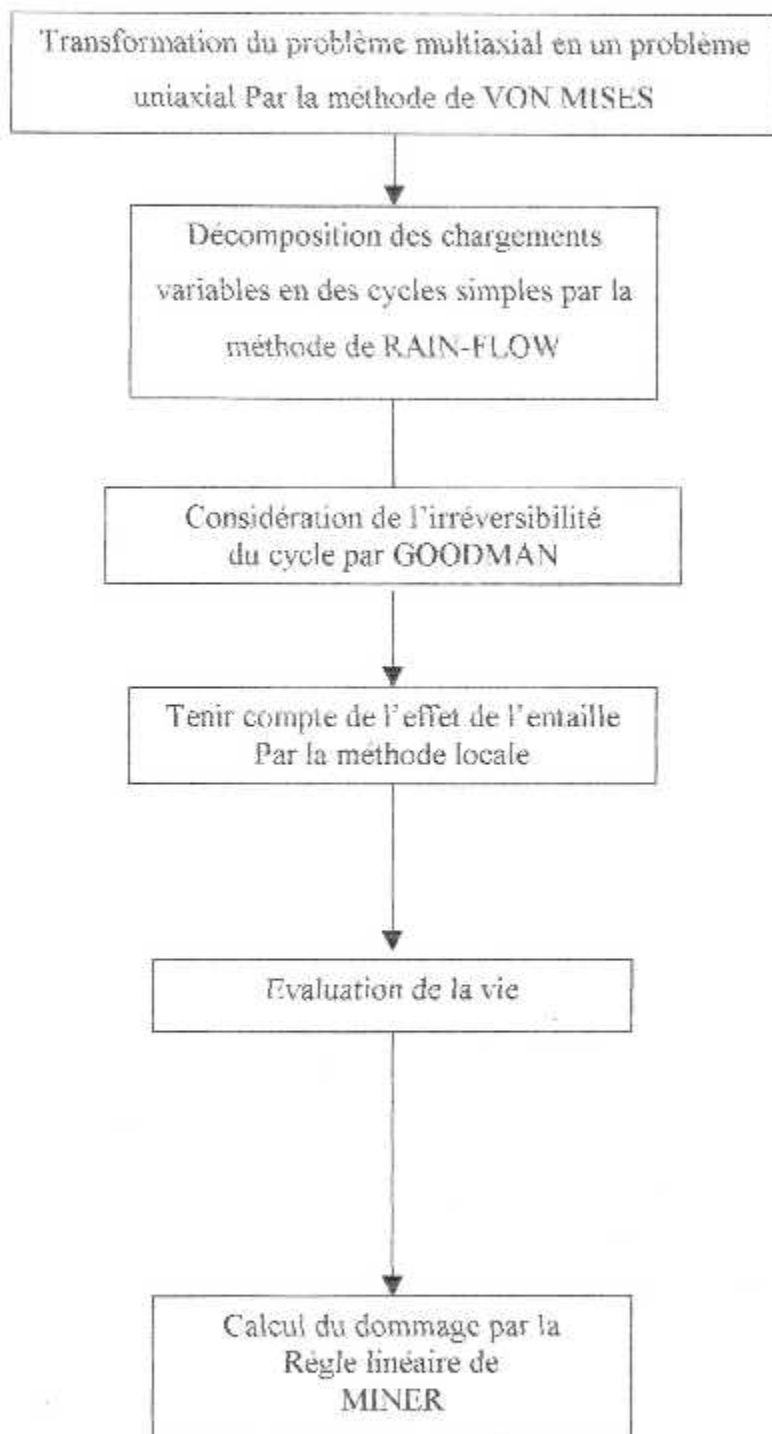 Transformation du problème multiaxial en un problème
uniaxial Par la méthode de VON MISES
Décomposition des chargements
variables en des cycles simples par la
méthode de RAIN-FLOW
Considération de l'irréversibilité
du cycle par GOODMAN
Tenir compte de l'effet de l'entaille
Par la méthode locale
Evaluation de la vie
Calcul du dommage par la
Règle linéaire de
MINER